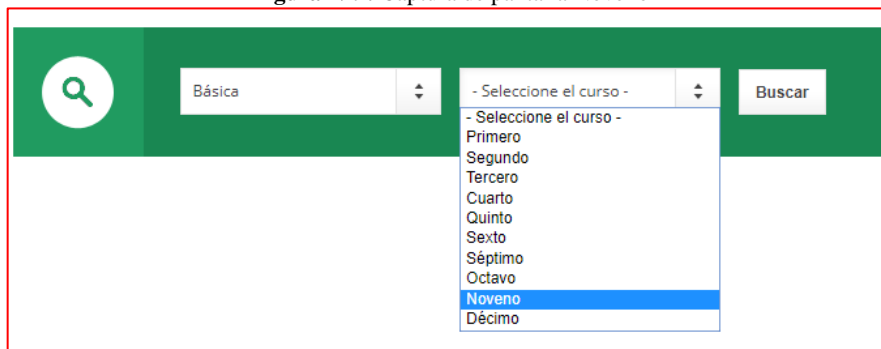 Básica
- Seleccione el curso -
Buscar
- Seleccione el curso -
Primero
Segundo
Tercero
Cuarto
Quinto
Sexto
Séptimo
Octavo
Noveno
Décimo